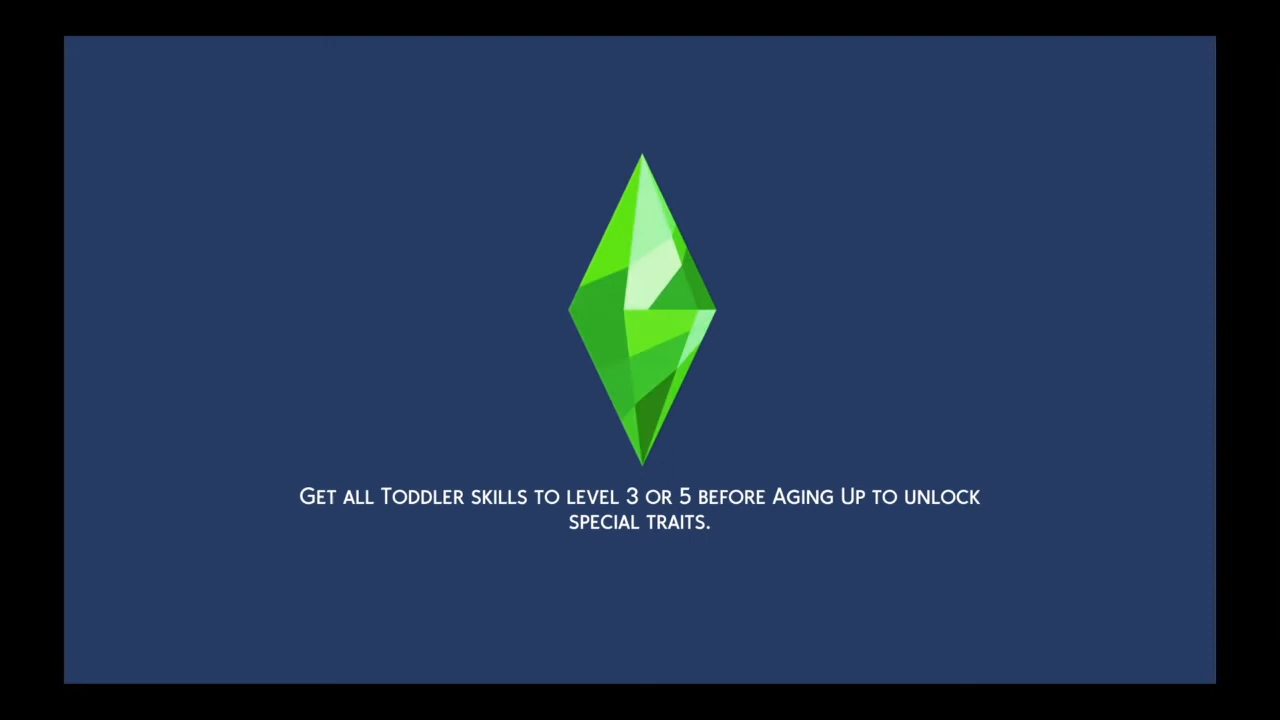 Get all Toddler skills to level 3 or 5 before Aging Up to unlock
special traits.